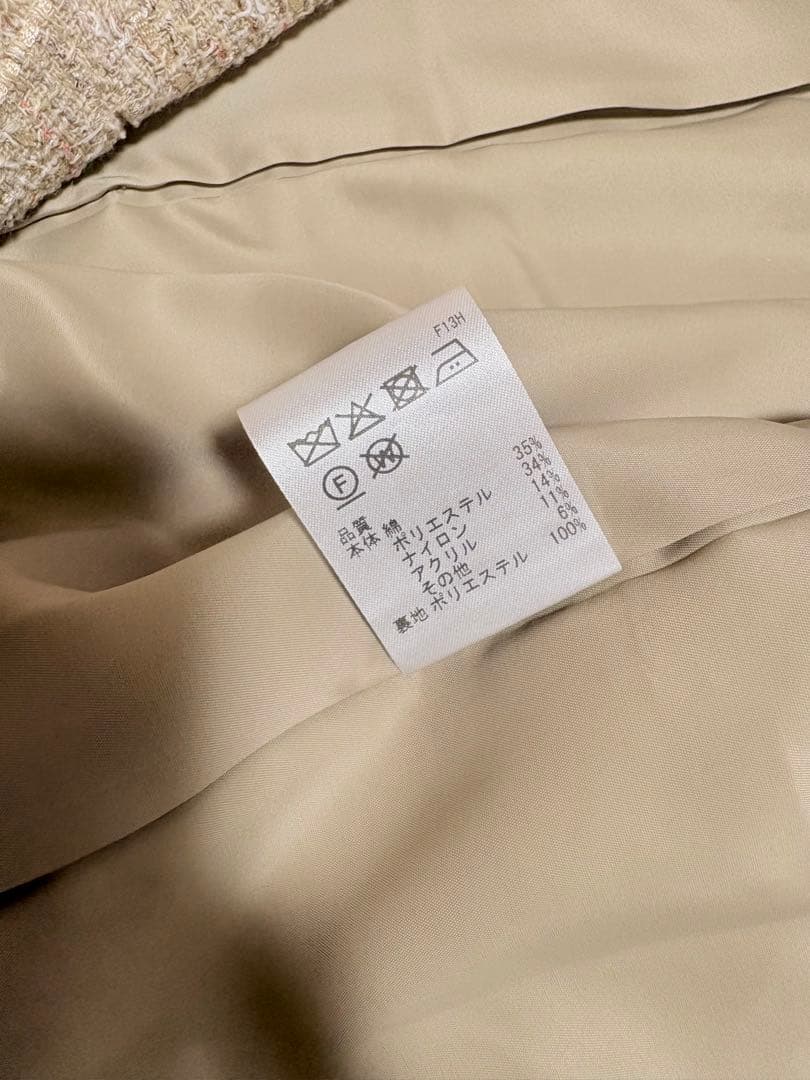 F13H
F W
品質
本体 綿 35%
ポリエステル 34%
ナイロン 14%
アクリル 11%
その他 6%
裏地 ポリエステル 100%